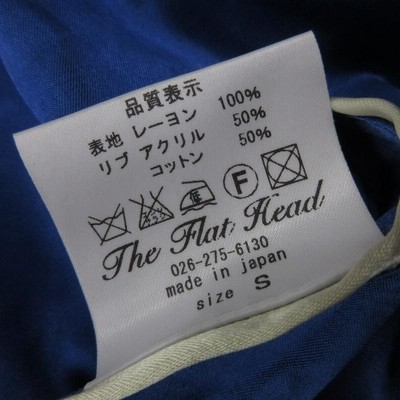 品質表示
表地 レーヨン 100%
リブ アクリル 50%
コットン 50%
F
The Flat Head
026-275-6130
made in japan
size S